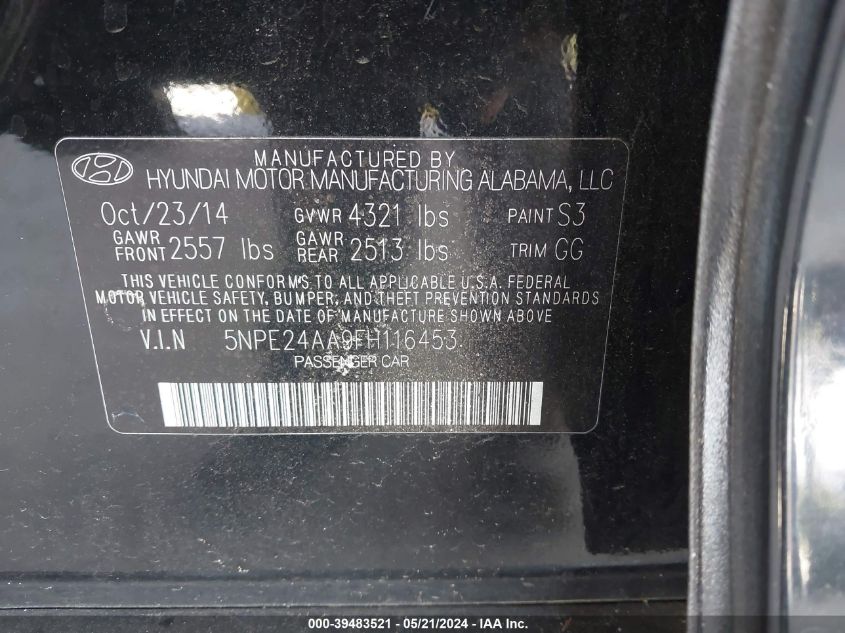 MANUFACTURED BY
HYUNDAI MOTOR MANUFACTURING ALABAMA, LLC
Oct/23/14 GVWR 4321 lbs PAINT S3
GAWR FRONT 2557 lbs GAWR REAR 2513 lbs TRIM GG
THIS VEHICLE CONFORMS TO ALL APPLICABLE U.S.A. FEDERAL
MOTOR VEHICLE SAFETY, BUMPER, AND THEFT PREVENTION STANDARDS
IN EFFECT ON THE DATE OF MANUFACTURE SHOWN ABOVE
V.I.N 5NPE24AA9FH116453
PASSENGER CAR
000-39483521 - 05/21/2024 - IAA Inc.